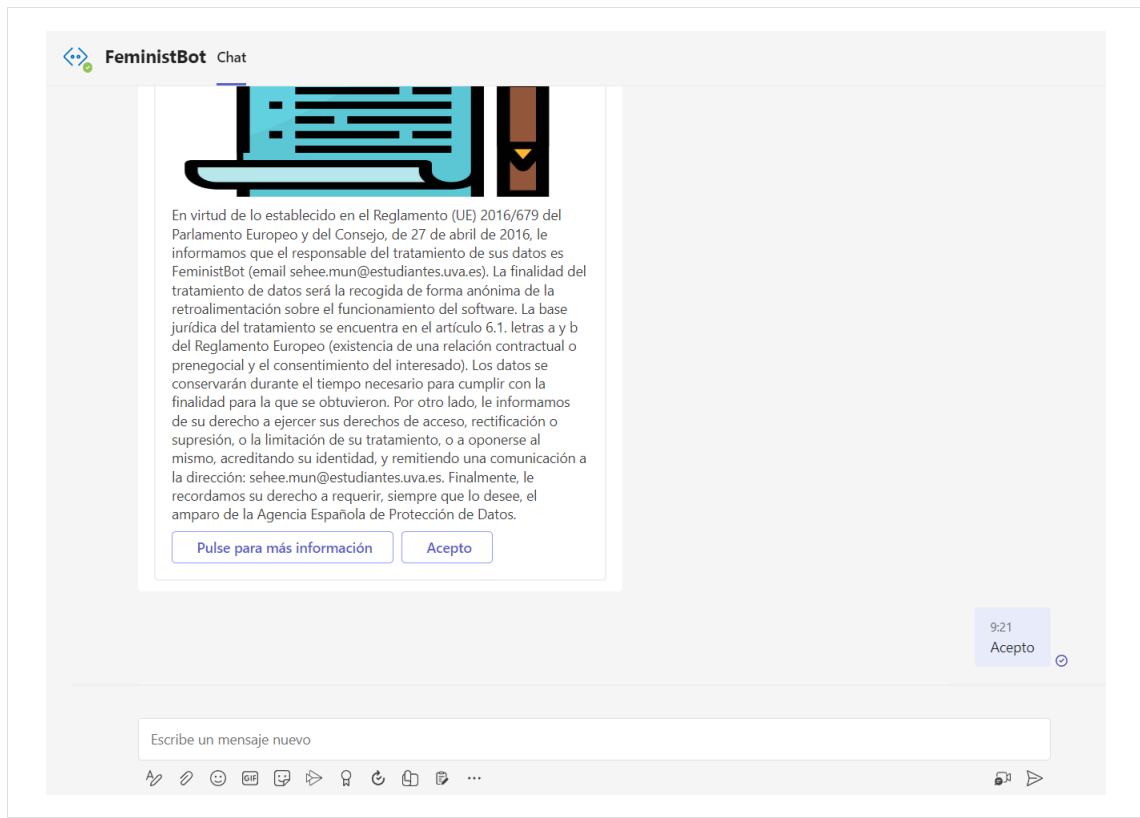 FeministBot Chat
En virtud de lo establecido en el Reglamento (UE) 2016/679 del
Parlamento Europeo y del Consejo, de 27 de abril de 2016, le
informamos que el responsable del tratamiento de sus datos es
FeministBot (email sehee.mun@estudiantes.uva.es). La finalidad del
tratamiento de datos será la recogida de forma anónima de la
retroalimentación sobre el funcionamiento del software. La base
jurídica del tratamiento se encuentra en el artículo 6.1. letras a y b
del Reglamento Europeo (existencia de una relación contractual o
prenegocial y el consentimiento del interesado). Los datos se
conservarán durante el tiempo necesario para cumplir con la
finalidad para la que se obtuvieron. Por otro lado, le informamos
de su derecho a ejercer sus derechos de acceso, rectificación o
supresión, o la limitación de su tratamiento, o a oponerse al
mismo, acreditando su identidad, y remitiendo una comunicación a
la dirección: sehee.mun@estudiantes.uva.es. Finalmente, le
recordamos su derecho a requerir, siempre que lo desee, el
amparo de la Agencia Española de Protección de Datos.
Pulse para más información Acepto
9:21
Acepto
Escribe un mensaje nuevo
GIF